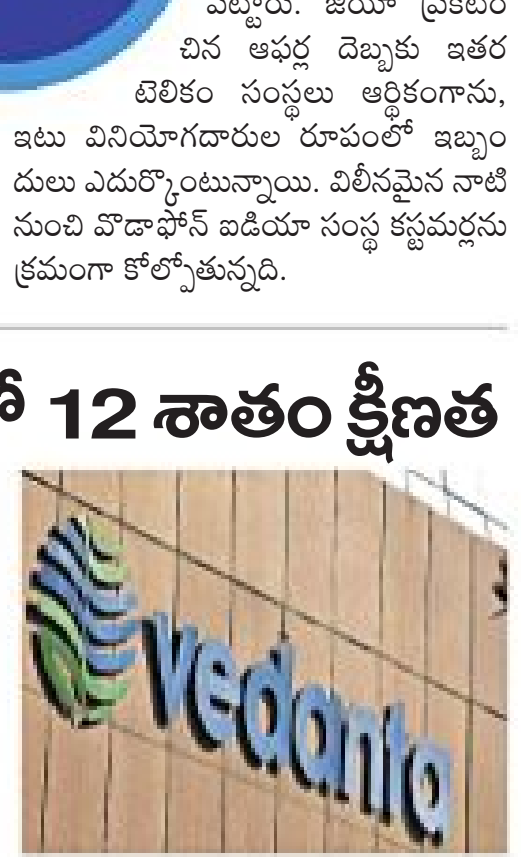 పెట్టారు. జియో ప్రకటిం
చిన ఆఫర్ల దెబ్బకు ఇతర
టెలికం సంస్థలు ఆర్థికంగాను,
ఇటు వినియోగదారుల రూపంలో ఇబ్బం
దులు ఎదుర్కొంటున్నాయి. విలీనమైన నాటి
నుంచి వొడాఫోన్ ఐడియా సంస్థ కస్టమర్లను
క్రమంగా కోల్పోతున్నది.
12 శాతం క్షీణత
vedanta